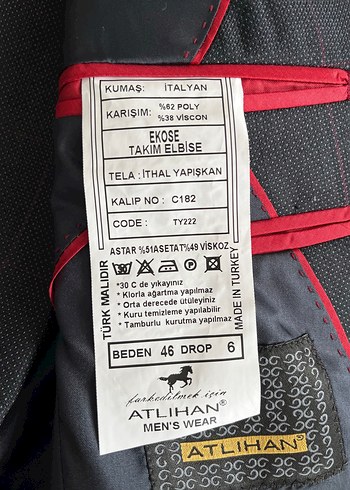 KUMAŞ: İTALYAN
KARIŞIM: %62 POLY
%38 VİSCON
EKOSE
TAKIM ELBİSE
TELA : İTHAL YAPIŞKAN
KALIP NO : C182
CODE : TY222
ASTAR %51ASETAT%49 VİSKOZ
TÜRK MALIDIR
*30 C de yıkayınız
* Klorla ağartma yapılmaz
* Orta derecede ütüleyiniz
* Kuru temizleme yapılabilir
* Tamburlu kurutma yapılmaz
MADE IN TURKEY
BEDEN 46 DROP 6
farkedilmek için
ATLIHAN®
MEN'S WEAR
ATLIHAN®